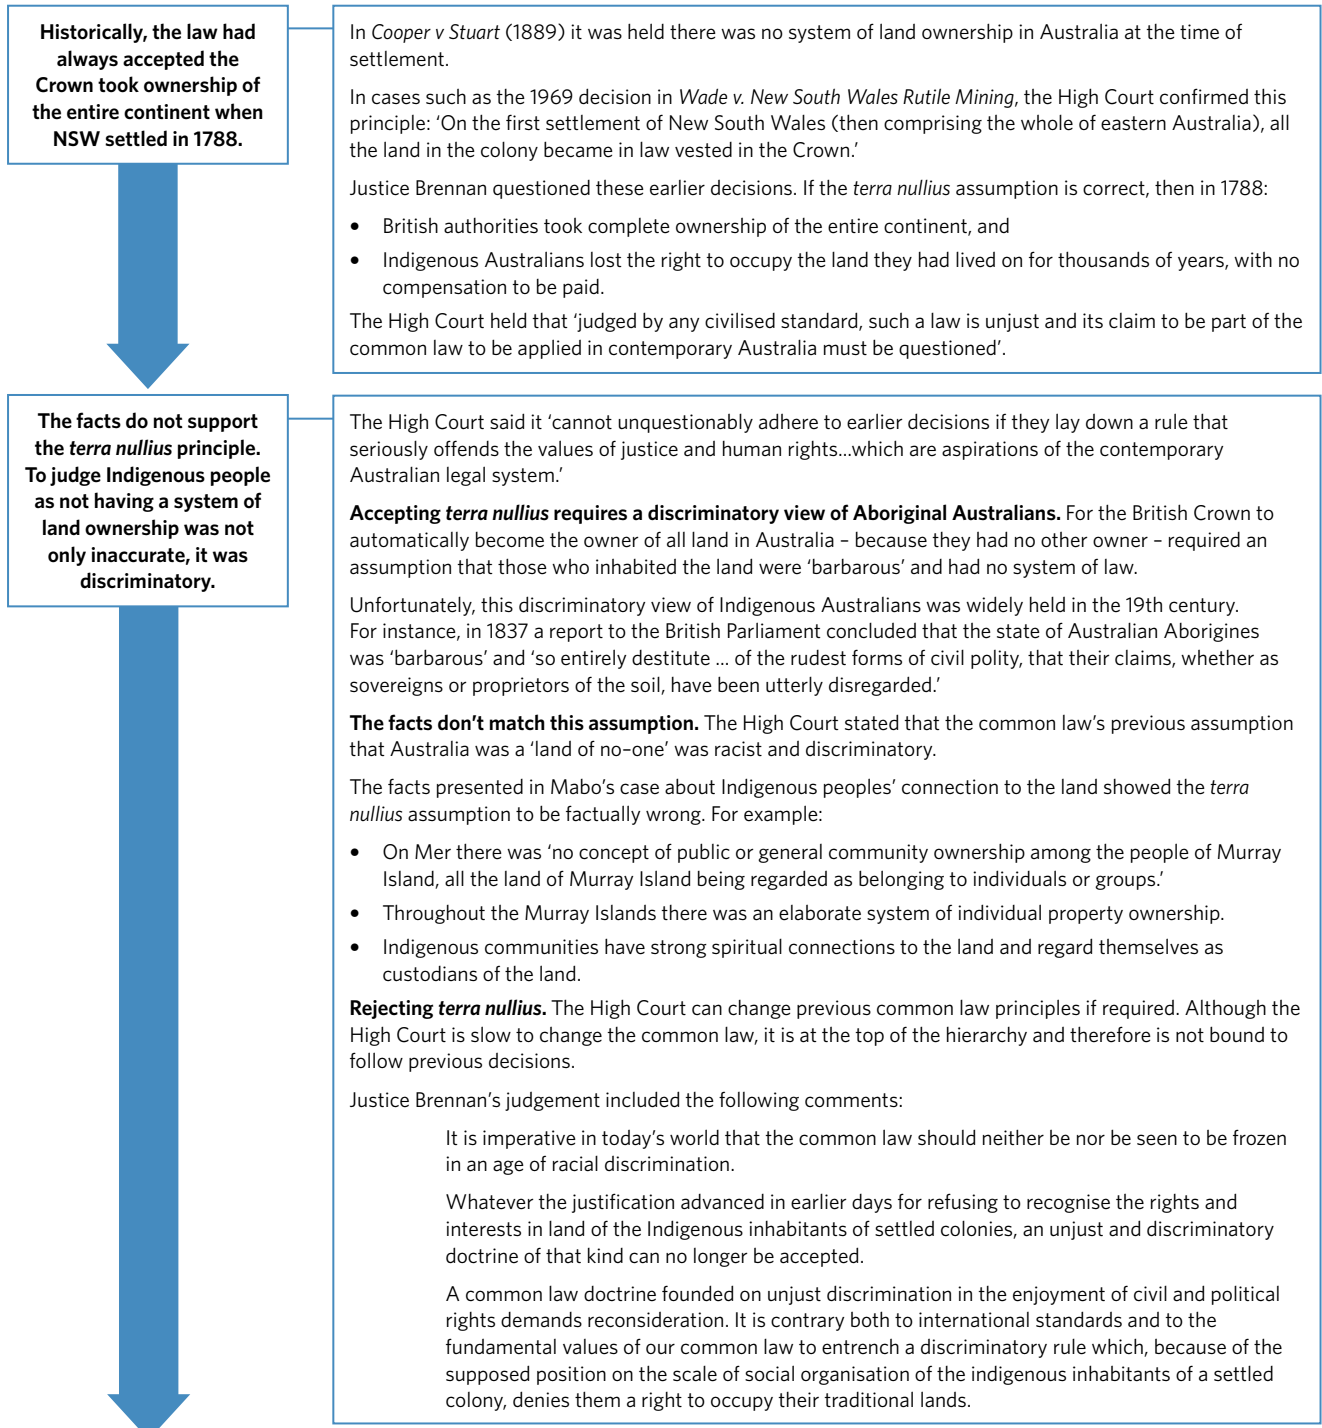 Historically, the law had
always accepted the
Crown took ownership of
the entire continent when
NSW settled in 1788.
In Cooper v Stuart (1889) it was held there was no system of land ownership in Australia at the time of
settlement.
In cases such as the 1969 decision in Wade v. New South Wales Rutile Mining, the High Court confirmed this
principle: ‘On the first settlement of New South Wales (then comprising the whole of eastern Australia), all
the land in the colony became in law vested in the Crown.’
Justice Brennan questioned these earlier decisions. If the terra nullius assumption is correct, then in 1788:
• British authorities took complete ownership of the entire continent, and
• Indigenous Australians lost the right to occupy the land they had lived on for thousands of years, with no
compensation to be paid.
The High Court held that ‘judged by any civilised standard, such a law is unjust and its claim to be part of the
common law to be applied in contemporary Australia must be questioned’.
The facts do not support
the terra nullius principle.
To judge Indigenous people
as not having a system of
land ownership was not
only inaccurate, it was
discriminatory.
The High Court said it ‘cannot unquestionably adhere to earlier decisions if they lay down a rule that
seriously offends the values of justice and human rights…which are aspirations of the contemporary
Australian legal system.’
Accepting terra nullius requires a discriminatory view of Aboriginal Australians. For the British Crown to
automatically become the owner of all land in Australia – because they had no other owner – required an
assumption that those who inhabited the land were ‘barbarous’ and had no system of law.
Unfortunately, this discriminatory view of Indigenous Australians was widely held in the 19th century.
For instance, in 1837 a report to the British Parliament concluded that the state of Australian Aborigines
was ‘barbarous’ and ‘so entirely destitute … of the rudest forms of civil polity, that their claims, whether as
sovereigns or proprietors of the soil, have been utterly disregarded.’
The facts don’t match this assumption. The High Court stated that the common law’s previous assumption
that Australia was a ‘land of no–one’ was racist and discriminatory.
The facts presented in Mabo’s case about Indigenous peoples’ connection to the land showed the terra
nullius assumption to be factually wrong. For example:
• On Mer there was ‘no concept of public or general community ownership among the people of Murray
Island, all the land of Murray Island being regarded as belonging to individuals or groups.’
• Throughout the Murray Islands there was an elaborate system of individual property ownership.
• Indigenous communities have strong spiritual connections to the land and regard themselves as
custodians of the land.
Rejecting terra nullius. The High Court can change previous common law principles if required. Although the
High Court is slow to change the common law, it is at the top of the hierarchy and therefore is not bound to
follow previous decisions.
Justice Brennan’s judgement included the following comments:
It is imperative in today’s world that the common law should neither be nor be seen to be frozen
in an age of racial discrimination.
Whatever the justification advanced in earlier days for refusing to recognise the rights and
interests in land of the Indigenous inhabitants of settled colonies, an unjust and discriminatory
doctrine of that kind can no longer be accepted.
A common law doctrine founded on unjust discrimination in the enjoyment of civil and political
rights demands reconsideration. It is contrary both to international standards and to the
fundamental values of our common law to entrench a discriminatory rule which, because of the
supposed position on the scale of social organisation of the indigenous inhabitants of a settled
colony, denies them a right to occupy their traditional lands.